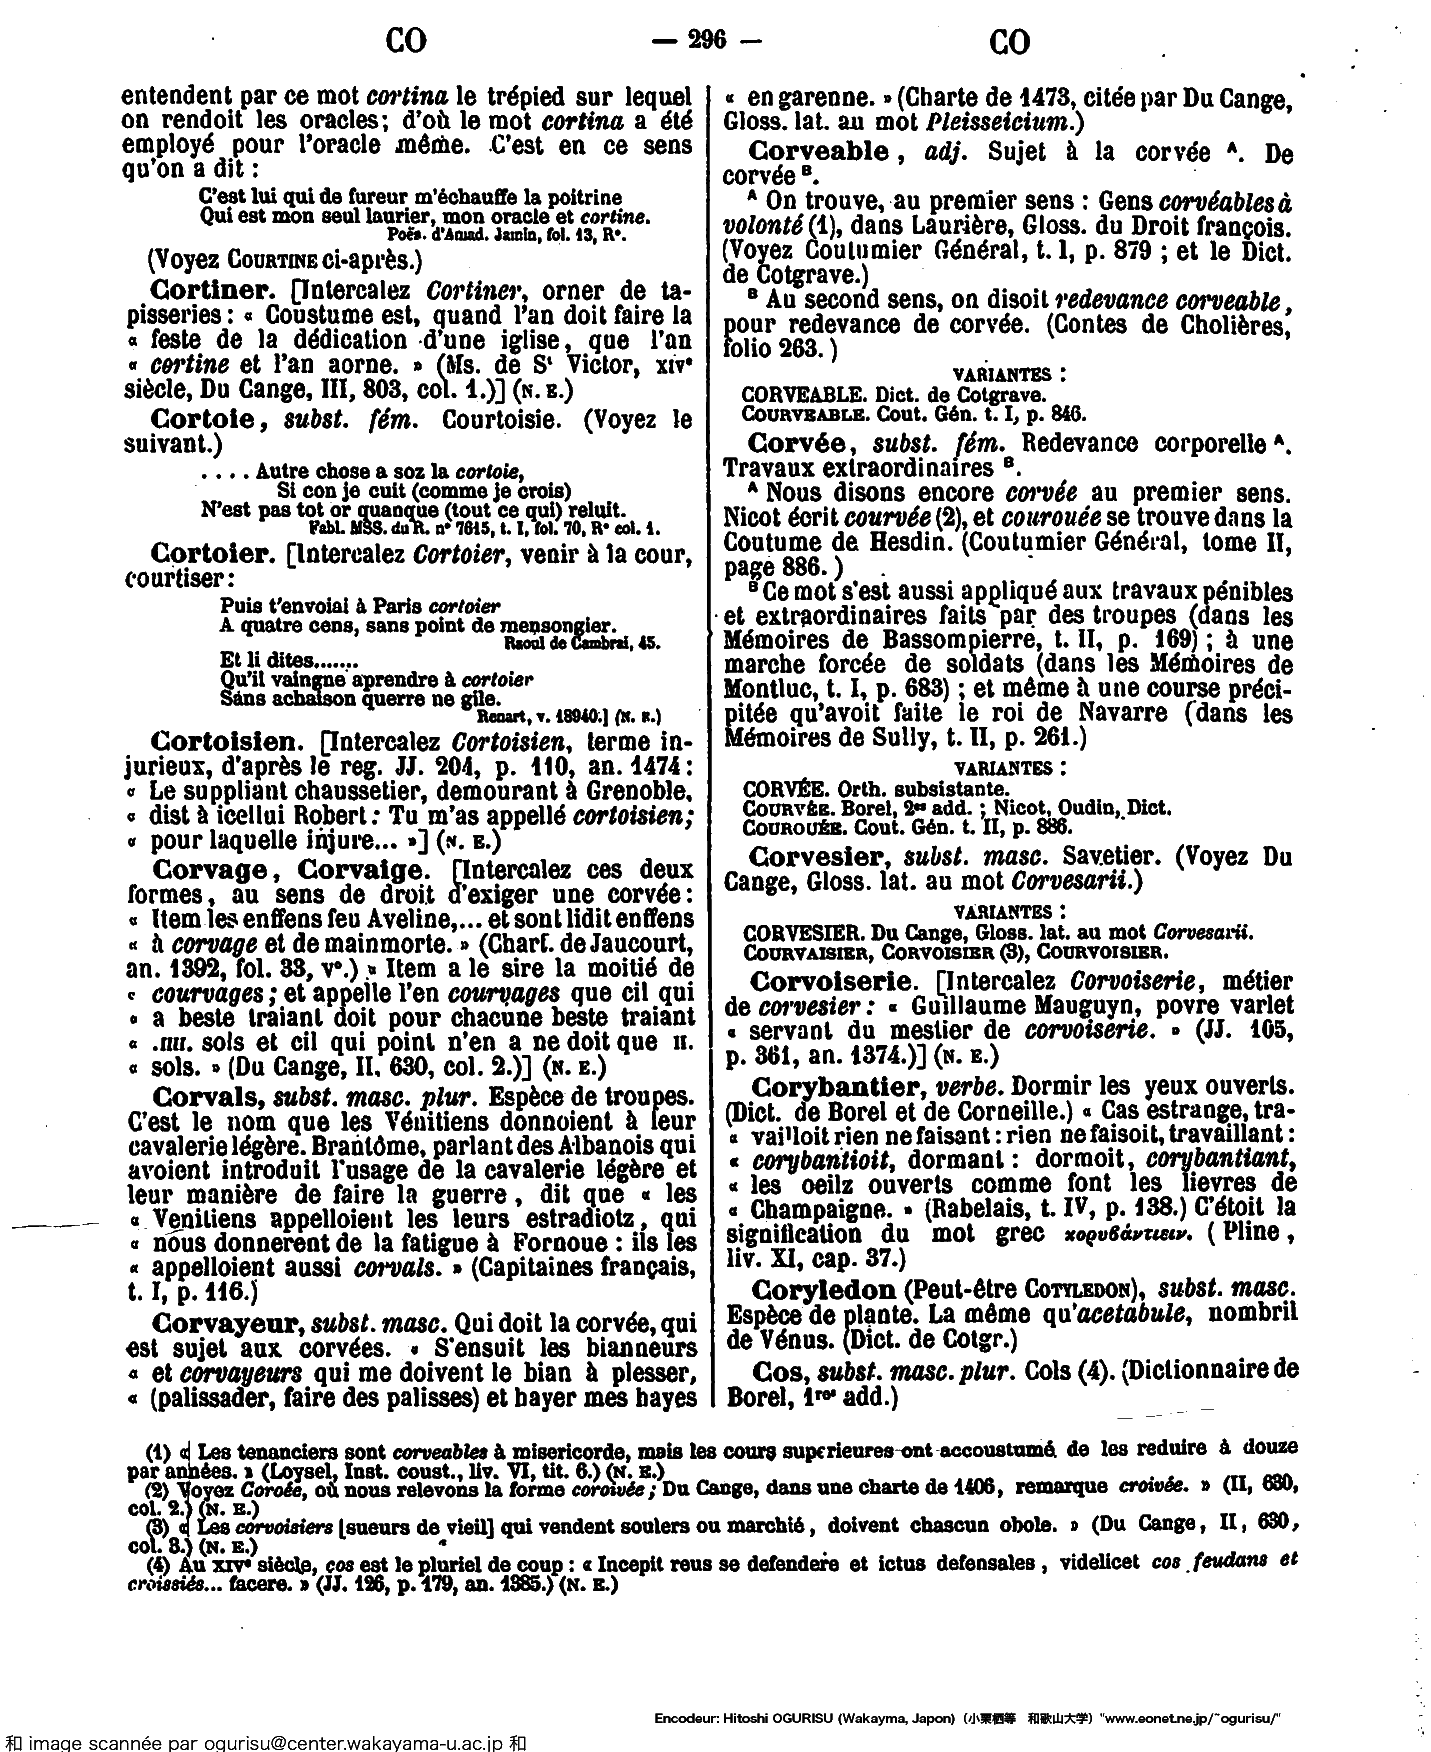 CO — 296 — CO
entendent par ce mot cortina le trépied sur lequel
on rendoit les oracles; d'où le mot cortina a été
employé pour l'oracle même. C'est en ce sens
qu'on a dit :
C'est lui qui de fureur m'échauffe la poitrine
Qui est mon seul laurier, mon oracle et cortine.
Poës. d'Amad. Jamin, fol. 13, R°.
(Voyez COURTINE ci-après.)
Cortiner. [Intercalez Cortiner, orner de ta-
pisseries : « Coustume est, quand l'an doit faire la
« feste de la dédication d'une iglise, que l'an
« cortine et l'an aorne. » (Ms. de St Victor, XIVe
siècle, Du Cange, III, 803, col. 1.)] (N. E.)
Cortoie, subst. fém. Courtoisie. (Voyez le
suivant.)
. . . . Autre chose a soz la cortoie,
Si con je cuit (comme je crois)
N'est pas tot or quanque (tout ce qui) reluit.
Fabl. MSS. du R. n° 7615, t. I, fol. 70, R° col. 1.
Cortoier. [Intercalez Cortoier, venir à la cour,
courtiser :
Puis t'envoiai à Paris cortoier
A quatre cens, sans point de mensongier.
Raoul de Cambrai, 45.
Et li dites.......
Qu'il vaingne aprendre à cortoier
Sans achaison querre ne gile.
Renart, v. 18940.] (N. E.)
Cortoisien. [Intercalez Cortoisien, terme in-
jurieux, d'après le reg. JJ. 204, p. 110, an. 1474 :
« Le suppliant chaussetier, demourant à Grenoble,
« dist à icellui Robert : Tu m'as appellé cortoisien;
« pour laquelle injure... »] (N. E.)
Corvage, Corvaige. [Intercalez ces deux
formes, au sens de droit d'exiger une corvée :
« Item les enffens feu Aveline,... et sont lidit enffens
« à corvage et de mainmorte. » (Chart. de Jaucourt,
an. 1392, fol. 33, v°.) « Item a le sire la moitié de
« courvages; et appelle l'en courvages que cil qui
« a beste traiant doit pour chacune beste traiant
« .IIII. sols et cil qui point n'en a ne doit que II.
« sols. » (Du Cange, II, 630, col. 2.)] (N. E.)
Corvals, subst. masc. plur. Espèce de troupes.
C'est le nom que les Vénitiens donnoient à leur
cavalerie légère. Brantôme, parlant des Albanois qui
avoient introduit l'usage de la cavalerie légère et
leur manière de faire la guerre, dit que « les
« Venitiens appelloient les leurs estradiotz, qui
« nous donnerent de la fatigue à Fornoue : ils les
« appelloient aussi corvals. » (Capitaines français,
t. I, p. 116.)
Corvayeur, subst. masc. Qui doit la corvée, qui
est sujet aux corvées. « S'ensuit les bianneurs
« et corvayeurs qui me doivent le bian à plesser,
« (palissader, faire des palisses) et hayer mes hayes
« en garenne. » (Charte de 1473, citée par Du Cange,
Gloss. lat. au mot Pleisseicium.)
Corveable, adj. Sujet à la corvée A. De
corvée B.
A On trouve, au premier sens : Gens corvéables à
volonté (1), dans Laurière, Gloss. du Droit françois.
(Voyez Coutumier Général, t. I, p. 879 ; et le Dict.
de Cotgrave.)
B Au second sens, on disoit redevance corveable,
pour redevance de corvée. (Contes de Cholières,
folio 263.)
VARIANTES :
CORVEABLE. Dict. de Cotgrave.
COURVEABLE. Cout. Gén. t. I, p. 846.
Corvée, subst. fém. Redevance corporelle A.
Travaux extraordinaires B.
A Nous disons encore corvée au premier sens.
Nicot écrit courvée (2), et courouée se trouve dans la
Coutume de Hesdin. (Coutumier Général, tome II,
page 886.)
B Ce mot s'est aussi appliqué aux travaux pénibles
et extraordinaires faits par des troupes (dans les
Mémoires de Bassompierre, t. II, p. 169) ; à une
marche forcée de soldats (dans les Mémoires de
Montluc, t. I, p. 683) ; et même à une course préci-
pitée qu'avoit faite le roi de Navarre (dans les
Mémoires de Sully, t. II, p. 261.)
VARIANTES :
CORVÉE. Orth. subsistante.
COURVÉE. Borel, 2es add. ; Nicot, Oudin, Dict.
COUROUÉE. Cout. Gén. t. II, p. 886.
Corvesier, subst. masc. Savetier. (Voyez Du
Cange, Gloss. lat. au mot Corvesarii.)
VARIANTES :
CORVESIER. Du Cange, Gloss. lat. au mot Corvesarii.
COURVAISIER, CORVOISIER (3), COURVOISIER.
Corvoiserie. [Intercalez Corvoiserie, métier
de corvesier : « Guillaume Mauguyn, povre varlet
« servant du mestier de corvoiserie. » (JJ. 105,
p. 361, an. 1374.)] (N. E.)
Corybantier, verbe. Dormir les yeux ouverts.
(Dict. de Borel et de Corneille.) « Cas estrange, tra-
« vailloit rien ne faisant : rien ne faisoit, travaillant :
« corybantioit, dormant : dormoit, corybantiant,
« les oeilz ouverts comme font les lievres de
« Champaigne. » (Rabelais, t. IV, p. 138.) C'étoit la
signification du mot grec κορυβάντιειν. (Pline,
liv. XI, cap. 37.)
Coryledon (Peut-être COTYLEDON), subst. masc.
Espèce de plante. La même qu'acetabule, nombril
de Vénus. (Dict. de Cotgr.)
Cos, subst. masc. plur. Cols (4). (Dictionnaire de
Borel, 1res add.)
(1) « Les tenanciers sont corveables à misericorde, mais les cours superieures ont accoustumé de les reduire à douze
par années. » (Loysel, Inst. coust., liv. VI, tit. 6.) (N. E.)
(2) Voyez Coroée, où nous relevons la forme coroivée; Du Cange, dans une charte de 1406, remarque croivée. » (II, 630,
col. 2.) (N. E.)
(3) « Les corvoisiers [sueurs de vieil] qui vendent soulers ou marchié, doivent chascun obole. » (Du Cange, II, 630,
col. 3.) (N. E.)
(4) Au XIVe siècle, cos est le pluriel de coup : « Incepit reus se defendere et ictus defensales, videlicet cos feudans et
croissiés... facere. » (JJ. 126, p. 179, an. 1385.) (N. E.)
Encodeur: Hitoshi OGURISU (Wakayma, Japon) (小栗栖等 和歌山大学) "www.eonet.ne.jp/~ogurisu/"
和 image scannée par ogurisu@center.wakayama-u.ac.jp 和